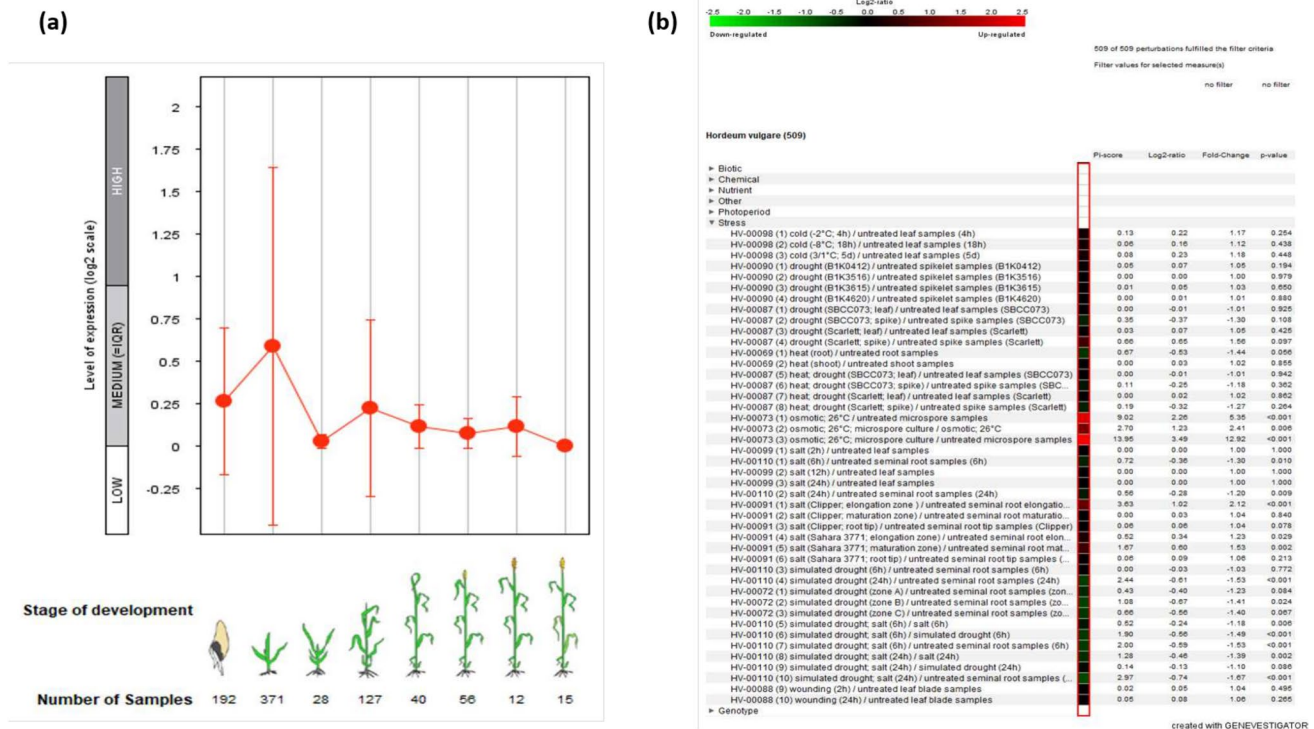 (a)
HIGH
MEDIUM (=IQR)
LOW
Level of expression (log2 scale)
2
1.75
1.5
1.25
1
0.75
0.5
0.25
0
-0.25
Stage of development
Number of Samples 192 371 28 127 40 56 12 15
(b)
Log2-ratio
-2.5 -2.0 -1.5 -1.0 -0.5 0.0 0.5 1.0 1.5 2.0 2.5
Down-regulated Up-regulated
509 of 509 perturbations fulfilled the filter criteria
Filter values for selected measure(s)
no filter no filter
Hordeum vulgare (509)
PI-score Log2-ratio Fold-Change p-value
Biotic
Chemical
Nutrient
Other
Photoperiod
Stress
HV-00098 (1) cold (-2°C; 4h) / untreated leaf samples (4h) 0.13 0.22 1.17 0.254
HV-00098 (2) cold (-8°C; 18h) / untreated leaf samples (18h) 0.06 0.16 1.12 0.438
HV-00098 (3) cold (3/1°C; 5d) / untreated leaf samples (5d) 0.08 0.23 1.18 0.448
HV-00090 (1) drought (B1K0412) / untreated spikelet samples (B1K0412) 0.05 0.07 1.05 0.194
HV-00090 (2) drought (B1K3516) / untreated spikelet samples (B1K3516) 0.00 0.00 1.00 0.979
HV-00090 (3) drought (B1K3615) / untreated spikelet samples (B1K3615) 0.01 0.05 1.03 0.650
HV-00090 (4) drought (B1K4620) / untreated spikelet samples (B1K4620) 0.00 0.01 1.01 0.880
HV-00087 (1) drought (SBCC073; leaf) / untreated leaf samples (SBCC073) 0.00 -0.01 -1.01 0.925
HV-00087 (2) drought (SBCC073; spike) / untreated spike samples (SBCC073) 0.35 -0.37 -1.30 0.108
HV-00087 (3) drought (Scarlett; leaf) / untreated leaf samples (Scarlett) 0.03 0.07 1.05 0.425
HV-00087 (4) drought (Scarlett; spike) / untreated spike samples (Scarlett) 0.66 0.65 1.56 0.097
HV-00069 (1) heat (root) / untreated root samples 0.67 -0.53 -1.44 0.056
HV-00069 (2) heat (shoot) / untreated shoot samples 0.00 0.03 1.02 0.855
HV-00087 (5) heat; drought (SBCC073; leaf) / untreated leaf samples (SBCC073) 0.00 -0.01 -1.01 0.942
HV-00087 (6) heat; drought (SBCC073; spike) / untreated spike samples (SBC... 0.11 -0.25 -1.18 0.362
HV-00087 (7) heat; drought (Scarlett; leaf) / untreated leaf samples (Scarlett) 0.00 0.02 1.02 0.862
HV-00087 (8) heat; drought (Scarlett; spike) / untreated spike samples (Scarlett) 0.19 -0.32 -1.27 0.264
HV-00073 (1) osmotic; 26°C / untreated microspore samples 9.02 2.26 5.35 <0.001
HV-00073 (2) osmotic; 26°C; microspore culture / osmotic; 26°C 2.70 1.23 2.41 0.006
HV-00073 (3) osmotic; 26°C; microspore culture / untreated microspore samples 13.95 3.49 12.92 <0.001
HV-00099 (1) salt (2h) / untreated leaf samples 0.00 0.00 1.00 1.000
HV-00110 (1) salt (6h) / untreated seminal root samples (6h) 0.72 -0.36 -1.30 0.010
HV-00099 (2) salt (12h) / untreated leaf samples 0.00 0.00 1.00 1.000
HV-00099 (3) salt (24h) / untreated leaf samples 0.00 0.00 1.00 1.000
HV-00110 (2) salt (24h) / untreated seminal root samples (24h) 0.56 -0.28 -1.20 0.009
HV-00091 (1) salt (Clipper; elongation zone) / untreated seminal root elongatio... 3.63 1.02 2.12 <0.001
HV-00091 (2) salt (Clipper; maturation zone) / untreated seminal root maturatio... 0.00 0.03 1.04 0.840
HV-00091 (3) salt (Clipper; root tip) / untreated seminal root tip samples (Clipper) 0.06 0.06 1.04 0.078
HV-00091 (4) salt (Sahara 3771; elongation zone) / untreated seminal root elon... 0.52 0.34 1.23 0.029
HV-00091 (5) salt (Sahara 3771; maturation zone) / untreated seminal root mat... 1.67 0.60 1.53 0.002
HV-00091 (6) salt (Sahara 3771; root tip) / untreated seminal root tip samples (... 0.06 0.09 1.06 0.213
HV-00110 (3) simulated drought (6h) / untreated seminal root samples (6h) 0.00 -0.03 -1.03 0.772
HV-00110 (4) simulated drought (24h) / untreated seminal root samples (24h) 2.44 -0.61 -1.53 <0.001
HV-00072 (1) simulated drought (zone A) / untreated seminal root samples (zon... 0.43 -0.40 -1.23 0.084
HV-00072 (2) simulated drought (zone B) / untreated seminal root samples (zo... 1.08 -0.67 -1.41 0.024
HV-00072 (3) simulated drought (zone C) / untreated seminal root samples (zo... 0.66 -0.56 -1.40 0.067
HV-00110 (5) simulated drought; salt (6h) / salt (6h) 0.52 -0.24 -1.18 0.006
HV-00110 (6) simulated drought; salt (6h) / simulated drought (6h) 1.90 -0.56 -1.49 <0.001
HV-00110 (7) simulated drought; salt (6h) / untreated seminal root samples (6h) 2.00 -0.59 -1.53 <0.001
HV-00110 (8) simulated drought; salt (24h) / salt (24h) 1.28 -0.46 -1.39 0.002
HV-00110 (9) simulated drought; salt (24h) / simulated drought (24h) 0.14 -0.13 -1.10 0.086
HV-00110 (10) simulated drought; salt (24h) / untreated seminal root samples (... 2.97 -0.74 -1.67 <0.001
HV-00088 (9) wounding (2h) / untreated leaf blade samples 0.02 0.05 1.04 0.495
HV-00088 (10) wounding (24h) / untreated leaf blade samples 0.05 0.08 1.06 0.265
Genotype
created with GENEVESTIGATOR